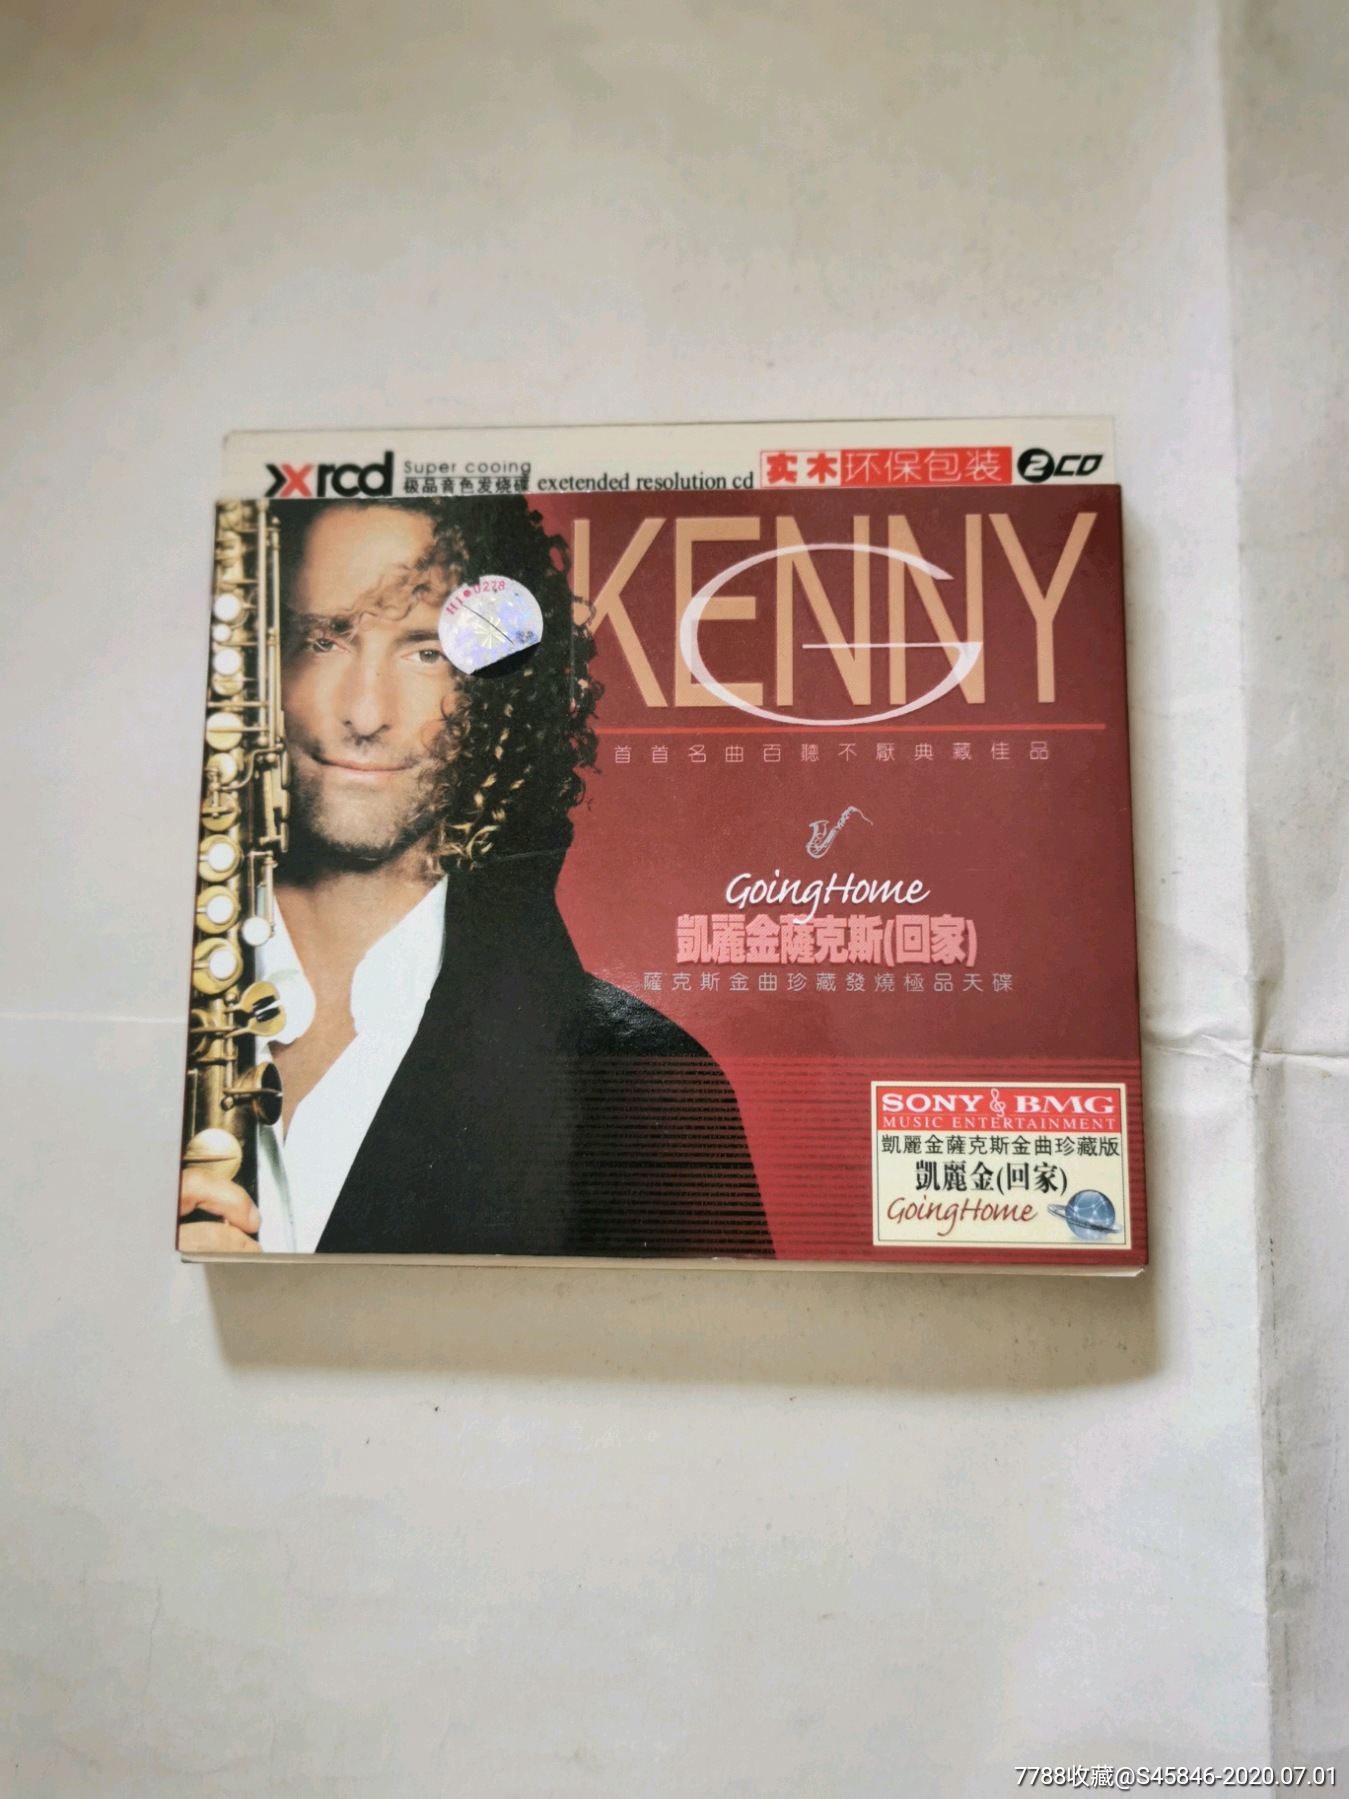 xrcd Super cooing
极品音色发烧碟 exetended resolution cd 实木环保包装 2CD
KENNY
G
首首名曲百聽不厭典藏佳品
GoingHome
凱麗金薩克斯(回家)
薩克斯金曲珍藏發燒極品天碟
SONY BMG
MUSIC ENTERTAINMENT
凱麗金薩克斯金曲珍藏版
凱麗金(回家)
GoingHome
7788收藏@S45846-2020.07.01